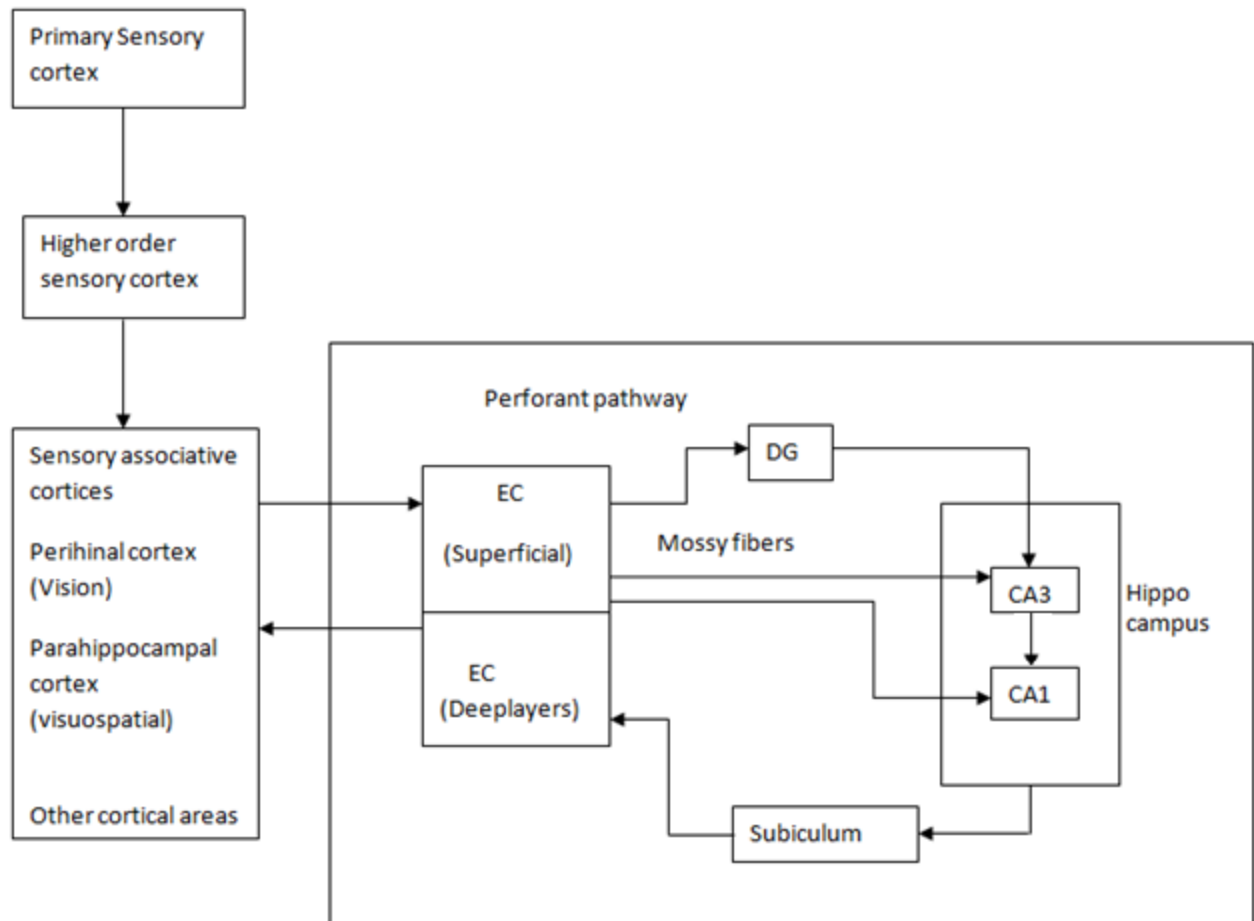 Primary Sensory
cortex
Higher order
sensory cortex
Sensory associative
cortices
Perihinal cortex
(Vision)
Parahippocampal
cortex
(visuospatial)
Other cortical areas
Perforant pathway
DG
EC
(Superficial)
Mossy fibers
CA3
Hippo
campus
EC
(Deeplayers)
CA1
Subiculum